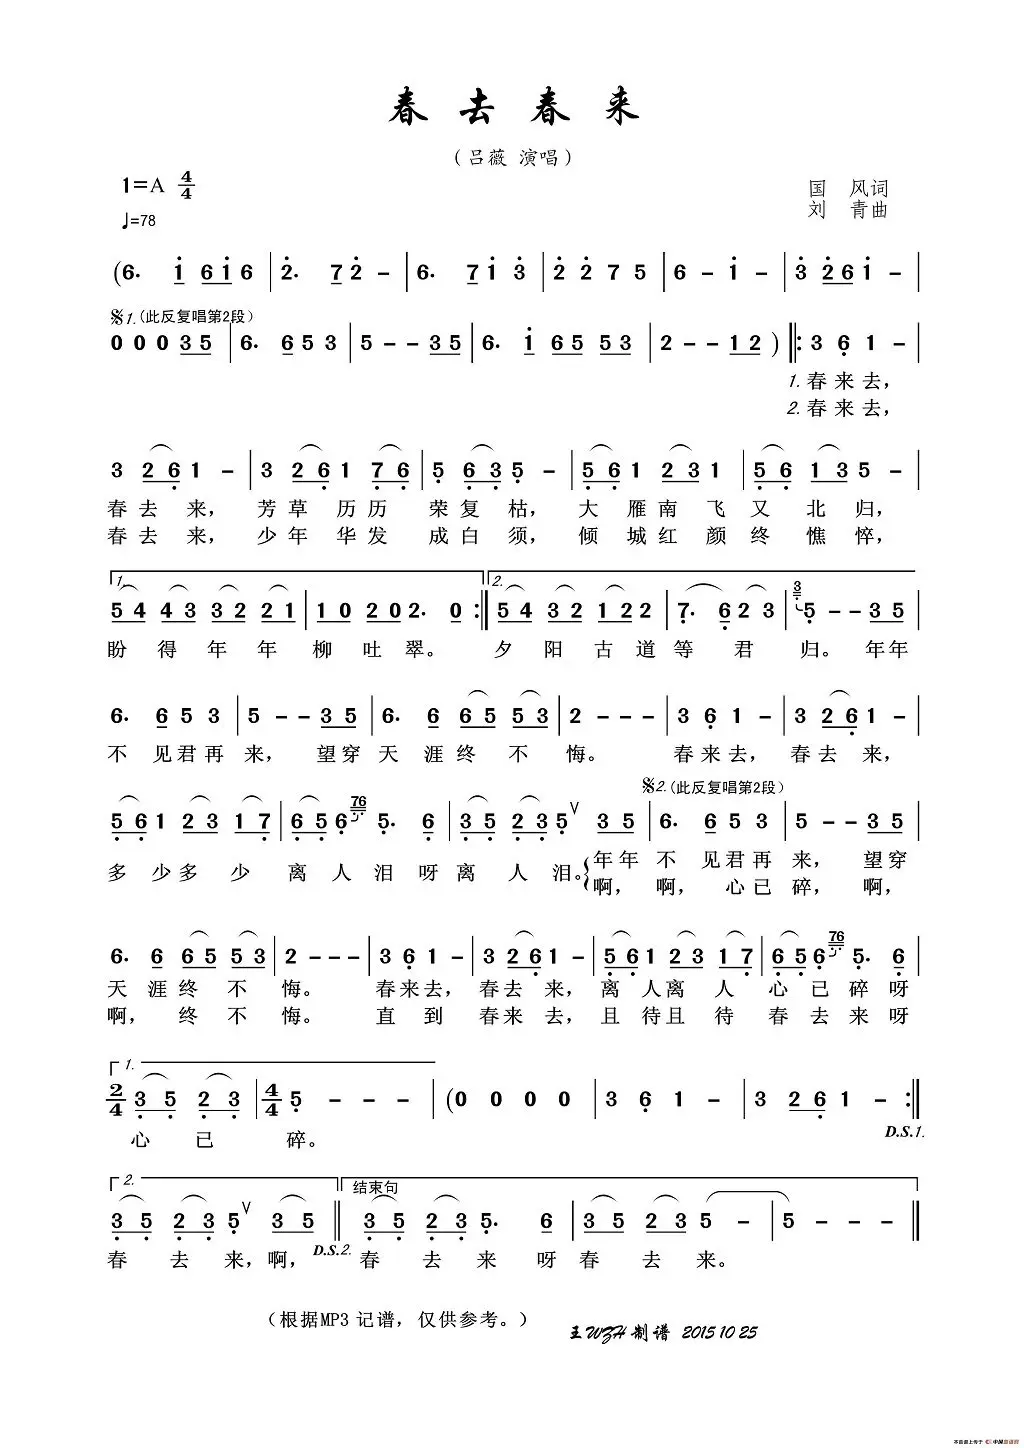 春去春来
（吕薇 演唱）
1=A 4/4
国 风词
♩=78
刘 青曲
(6. 1 6 1 6 | 2. 7 2 - | 6. 7 1 3 | 2 2 7 5 | 6 - 1 - | 3 2 6 1 - |
𝄋1.(此反复唱第2段)
0 0 0 3 5 | 6. 6 5 3 | 5 - - 3 5 | 6. 1 6 5 5 3 | 2 - - 1 2 ) ‖: 3 6 1 - |
1. 春来去，
2. 春来去，
3 2 6 1 - | 3 2 6 1 7 6 | 5 6 3 5 - | 5 6 1 2 3 1 | 5 6 1 3 5 - |
春去来， 芳草历历 荣复枯， 大雁南飞又北归，
春去来， 少年华发 成白须， 倾城红颜终憔悴，
1. 2.
5 4 4 3 3 2 2 1 | 1 0 2 0 2. 0 :‖ 5 4 3 2 1 2 2 | 7. 6 2 3 | 3 5 - - 3 5 |
盼得年年柳吐翠。 夕阳古道等君归。年年
6. 6 5 3 | 5 - - 3 5 | 6. 6 6 5 5 3 | 2 - - - | 3 6 1 - | 3 2 6 1 - |
不见君再来， 望穿天涯终不悔。 春来去， 春去来，
𝄋2.(此反复唱第2段)
5 6 1 2 3 1 7 | 6 5 6 76 5. 6 | 3 5 2 3 5 V 3 5 | 6. 6 5 3 | 5 - - 3 5 |
多少多少离人泪呀离人泪。{年年不见君再来， 望穿
啊， 啊， 心已碎， 啊，
6. 6 6 5 5 3 | 2 - - - | 3 6 1 - | 3 2 6 1 - | 5 6 1 2 3 1 7 | 6 5 6 76 5. 6 |
天涯终不悔。 春来去， 春去来， 离人离人心已碎呀
啊， 终不悔。 直到春来去， 且待且待春去来呀
1.
2/4 3 5 2 3 | 4/4 5 - - - | (0 0 0 0 | 3 6 1 - | 3 2 6 1 - :‖
心已碎。
D.S.1.
2. 结束句
3 5 2 3 5 V 3 5 ‖ 3 5 2 3 5. 6 | 3 5 2 3 5 - | 5 - - - ‖
春去来，啊， D.S.2. 春去来呀春去来。
（根据MP3 记谱，仅供参考。）
王WZH制谱 2015 10 25